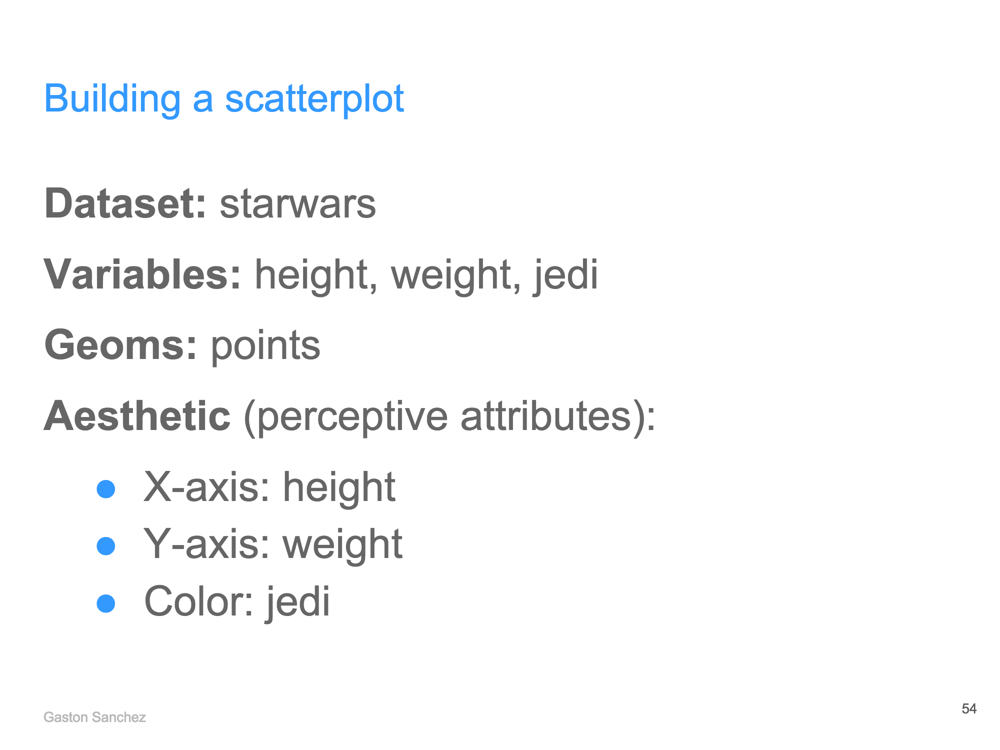 Building a scatterplot
Dataset: starwars
Variables: height, weight, jedi
Geoms: points
Aesthetic (perceptive attributes):
● X-axis: height
● Y-axis: weight
● Color: jedi
Gaston Sanchez
54